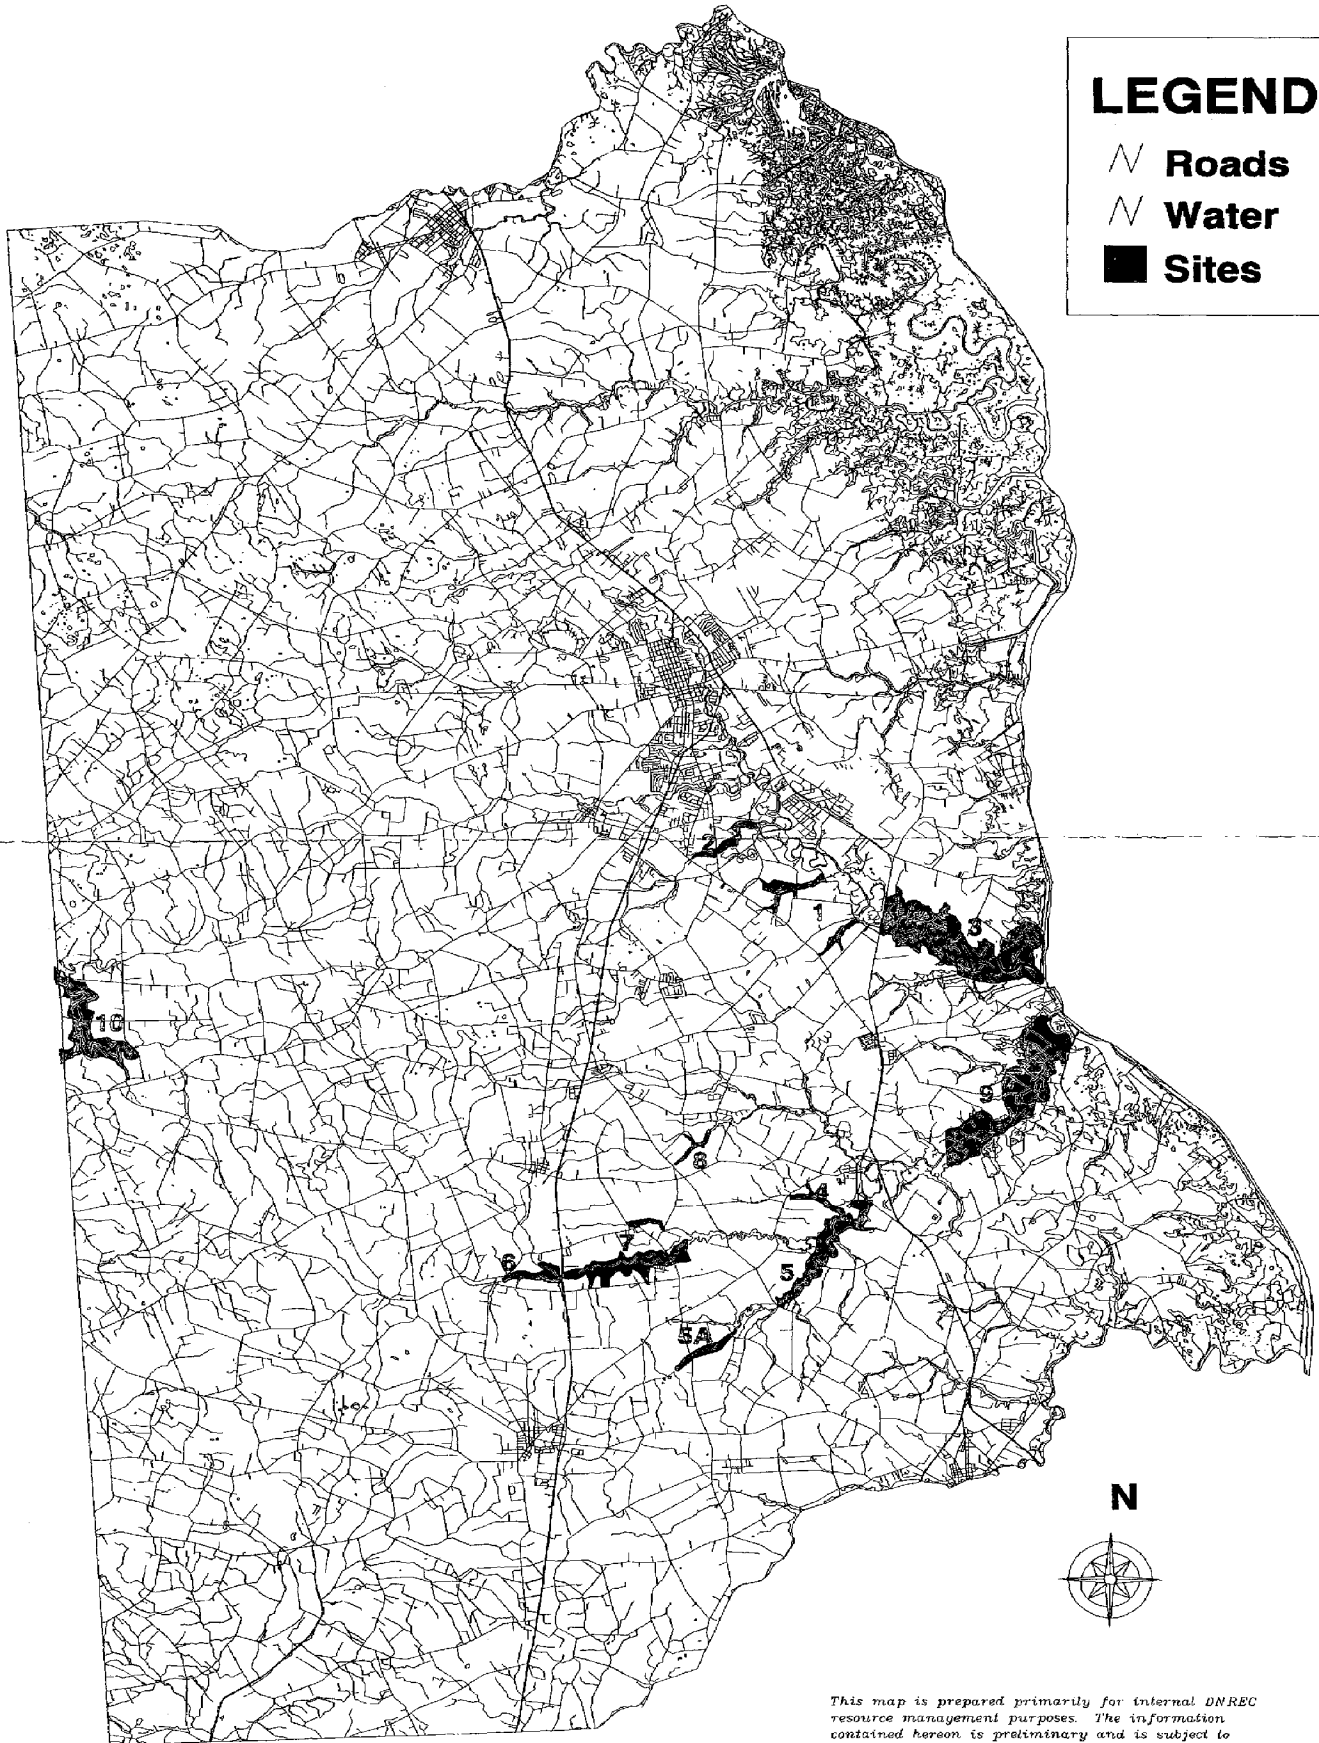 LEGEND
Roads
Water
Sites
2
1
3
10
9
8
4
7
6
5
5A
N
This map is prepared primarily for internal DNREC
resource management purposes. The information
contained hereon is preliminary and is subject to